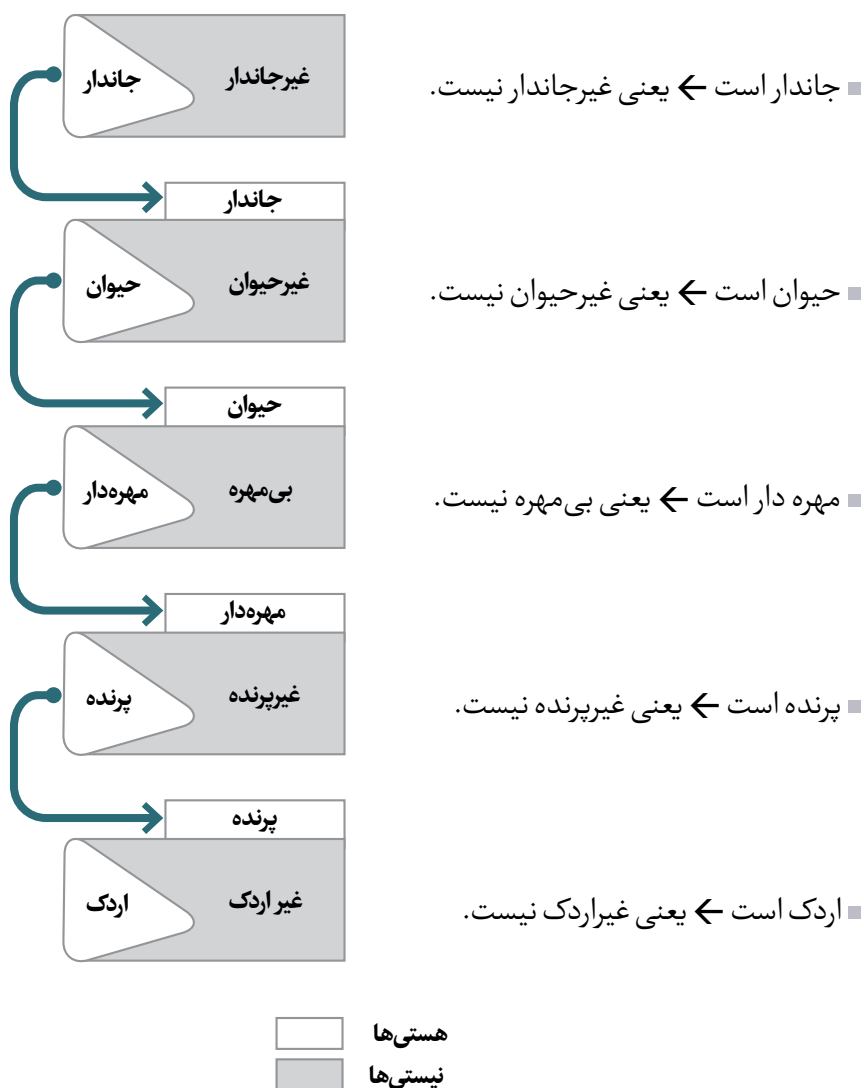 جاندار است ← یعنی غیرجاندار نیست.
غیرجاندار
جاندار
جاندار
حیوان است ← یعنی غیرحیوان نیست.
غیرحیوان
حیوان
حیوان
مهره دار است ← یعنی بی‌مهره نیست.
بی‌مهره
مهره‌دار
مهره‌دار
پرنده است ← یعنی غیرپرنده نیست.
غیرپرنده
پرنده
پرنده
اردک است ← یعنی غیراردک نیست.
غیر اردک
اردک
هستی‌ها
نیستی‌ها